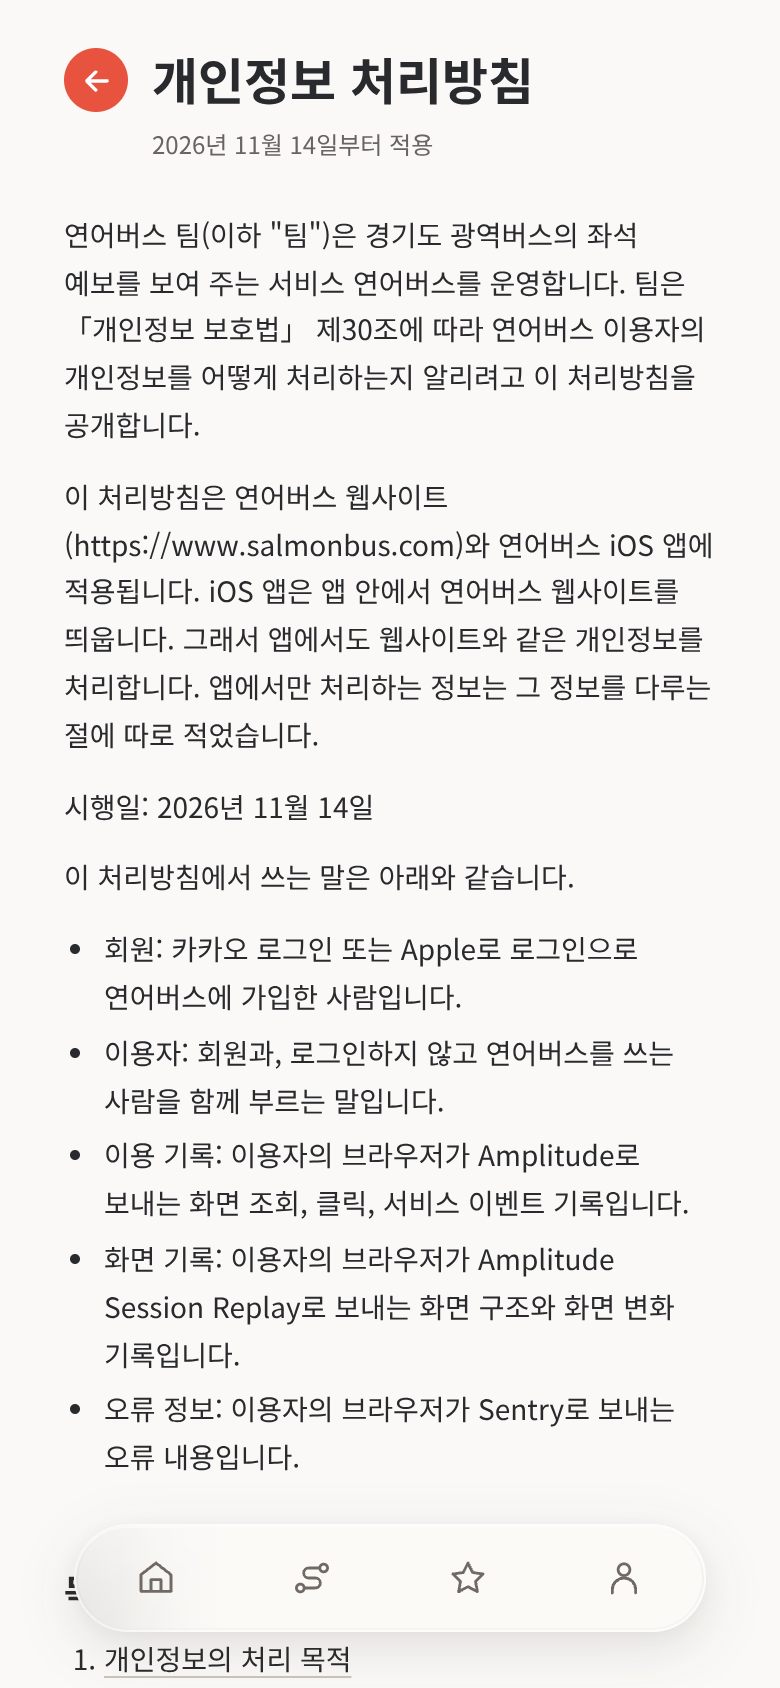 개인정보 처리방침
2026년 11월 14일부터 적용
연어버스 팀(이하 "팀")은 경기도 광역버스의 좌석
예보를 보여 주는 서비스 연어버스를 운영합니다. 팀은
「개인정보 보호법」 제30조에 따라 연어버스 이용자의
개인정보를 어떻게 처리하는지 알리려고 이 처리방침을
공개합니다.
이 처리방침은 연어버스 웹사이트
(https://www.salmonbus.com)와 연어버스 iOS 앱에
적용됩니다. iOS 앱은 앱 안에서 연어버스 웹사이트를
띄웁니다. 그래서 앱에서도 웹사이트와 같은 개인정보를
처리합니다. 앱에서만 처리하는 정보는 그 정보를 다루는
절에 따로 적었습니다.
시행일: 2026년 11월 14일
이 처리방침에서 쓰는 말은 아래와 같습니다.
• 회원: 카카오 로그인 또는 Apple로 로그인으로
연어버스에 가입한 사람입니다.
• 이용자: 회원과, 로그인하지 않고 연어버스를 쓰는
사람을 함께 부르는 말입니다.
• 이용 기록: 이용자의 브라우저가 Amplitude로
보내는 화면 조회, 클릭, 서비스 이벤트 기록입니다.
• 화면 기록: 이용자의 브라우저가 Amplitude
Session Replay로 보내는 화면 구조와 화면 변화
기록입니다.
• 오류 정보: 이용자의 브라우저가 Sentry로 보내는
오류 내용입니다.
1. 개인정보의 처리 목적